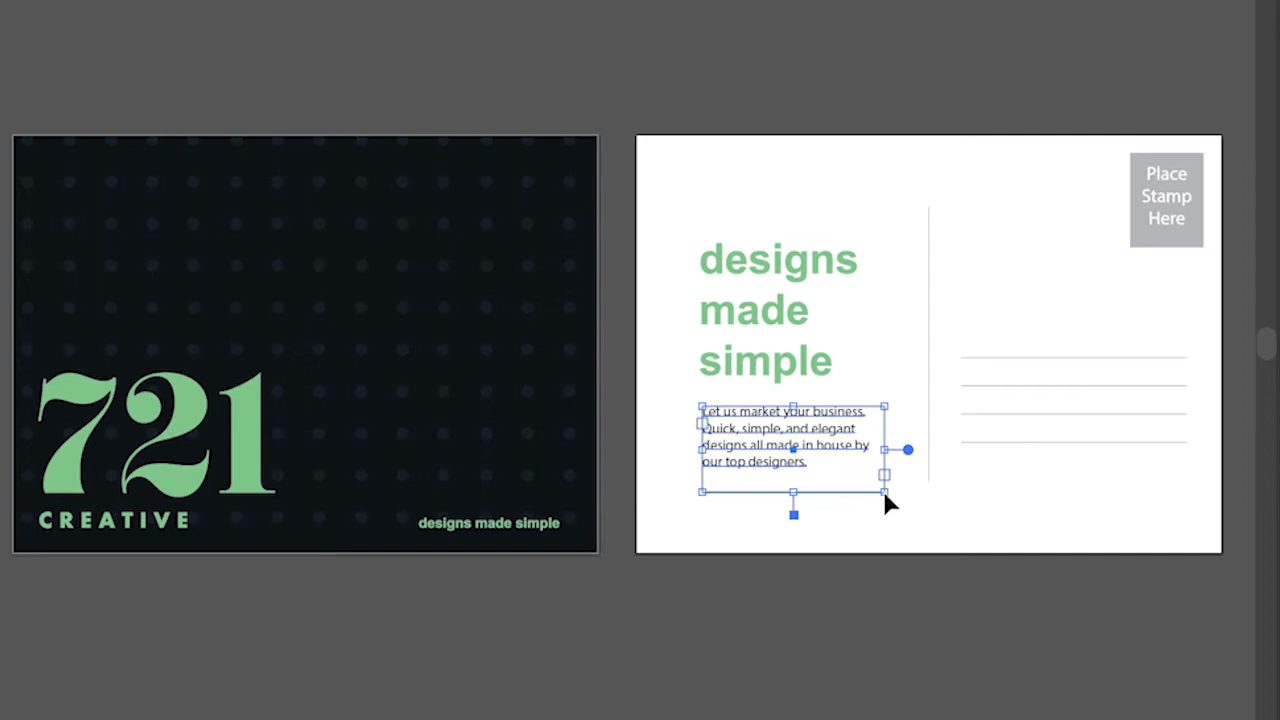 721
CREATIVE
designs made simple
designs
made
simple
Let us market your business.
Quick, simple, and elegant
designs all made in house by
our top designers.
Place
Stamp
Here